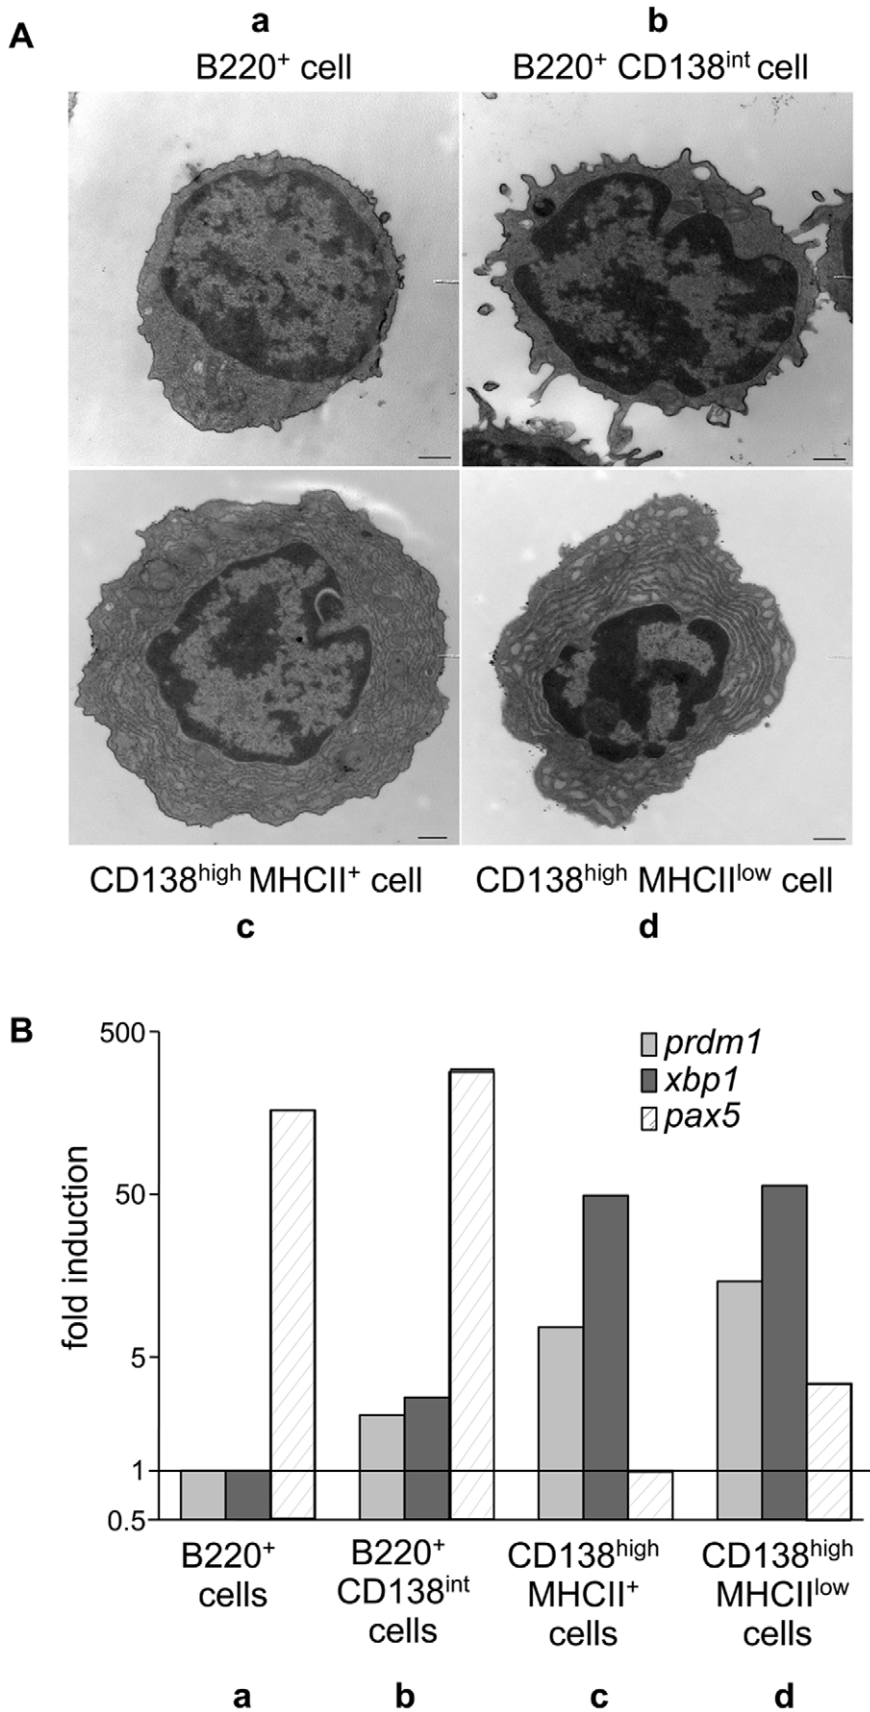 A
a
b
B220⁺ cell
B220⁺ CD138ⁱⁿᵗ cell
CD138ʰⁱᵍʰ MHCII⁺ cell
CD138ʰⁱᵍʰ MHCIIˡᵒʷ cell
c
d
B
500
50
5
1
0.5
fold induction
prdm1
xbp1
pax5
B220⁺
cells
B220⁺
CD138ⁱⁿᵗ
cells
CD138ʰⁱᵍʰ
MHCII⁺
cells
CD138ʰⁱᵍʰ
MHCIIˡᵒʷ
cells
a
b
c
d